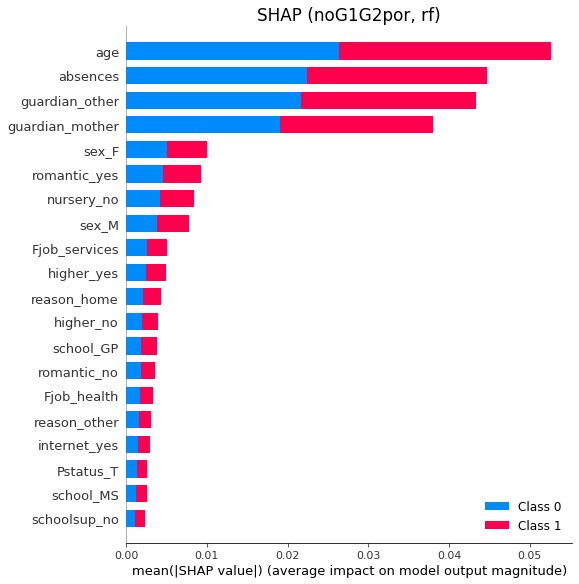 SHAP (noG1G2por, rf)
age
absences
guardian_other
guardian_mother
sex_F
romantic_yes
nursery_no
sex_M
Fjob_services
higher_yes
reason_home
higher_no
school_GP
romantic_no
Fjob_health
reason_other
internet_yes
Pstatus_T
school_MS
schoolsup_no
Class 0
Class 1
0.00 0.01 0.02 0.03 0.04 0.05
mean(|SHAP value|) (average impact on model output magnitude)